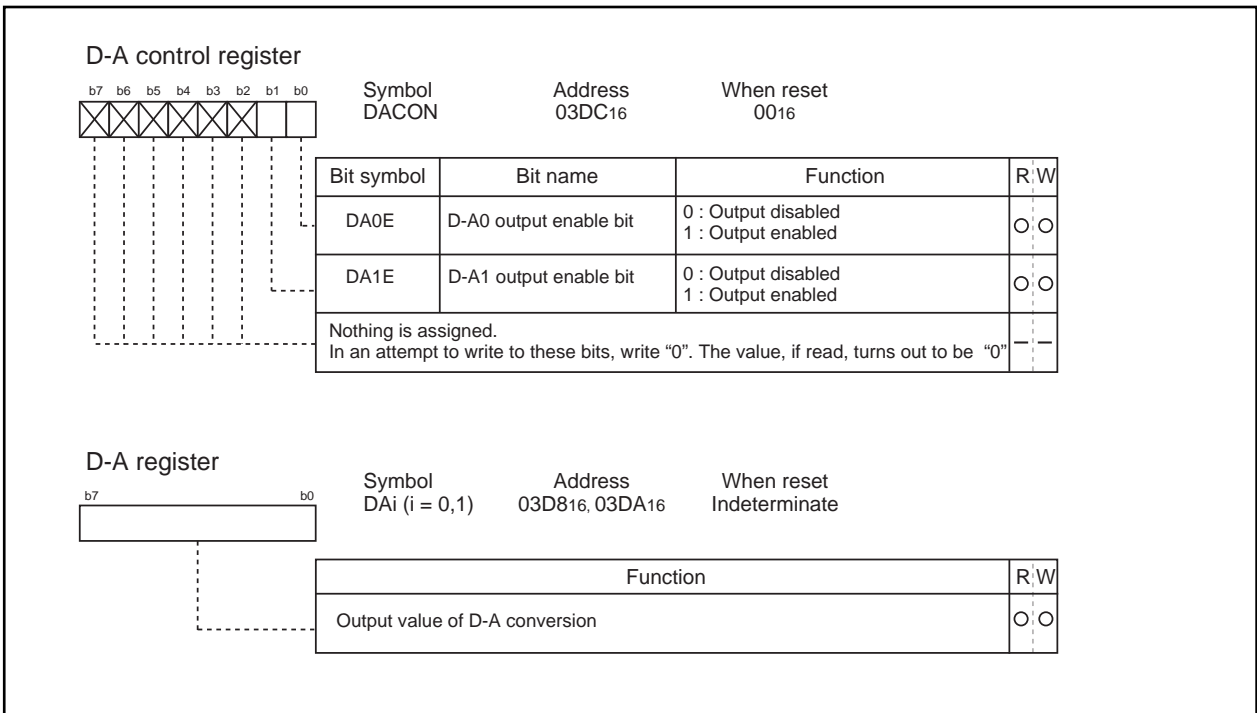 D-A control register
b7 b6 b5 b4 b3 b2 b1 b0
Symbol Address When reset
DACON 03DC16 0016
Bit symbol Bit name Function R W
DA0E D-A0 output enable bit 0 : Output disabled
1 : Output enabled
DA1E D-A1 output enable bit 0 : Output disabled
1 : Output enabled
Nothing is assigned.
In an attempt to write to these bits, write “0”. The value, if read, turns out to be “0”
D-A register
b7 b0
Symbol Address When reset
DAi (i = 0,1) 03D816, 03DA16 Indeterminate
Function R W
Output value of D-A conversion